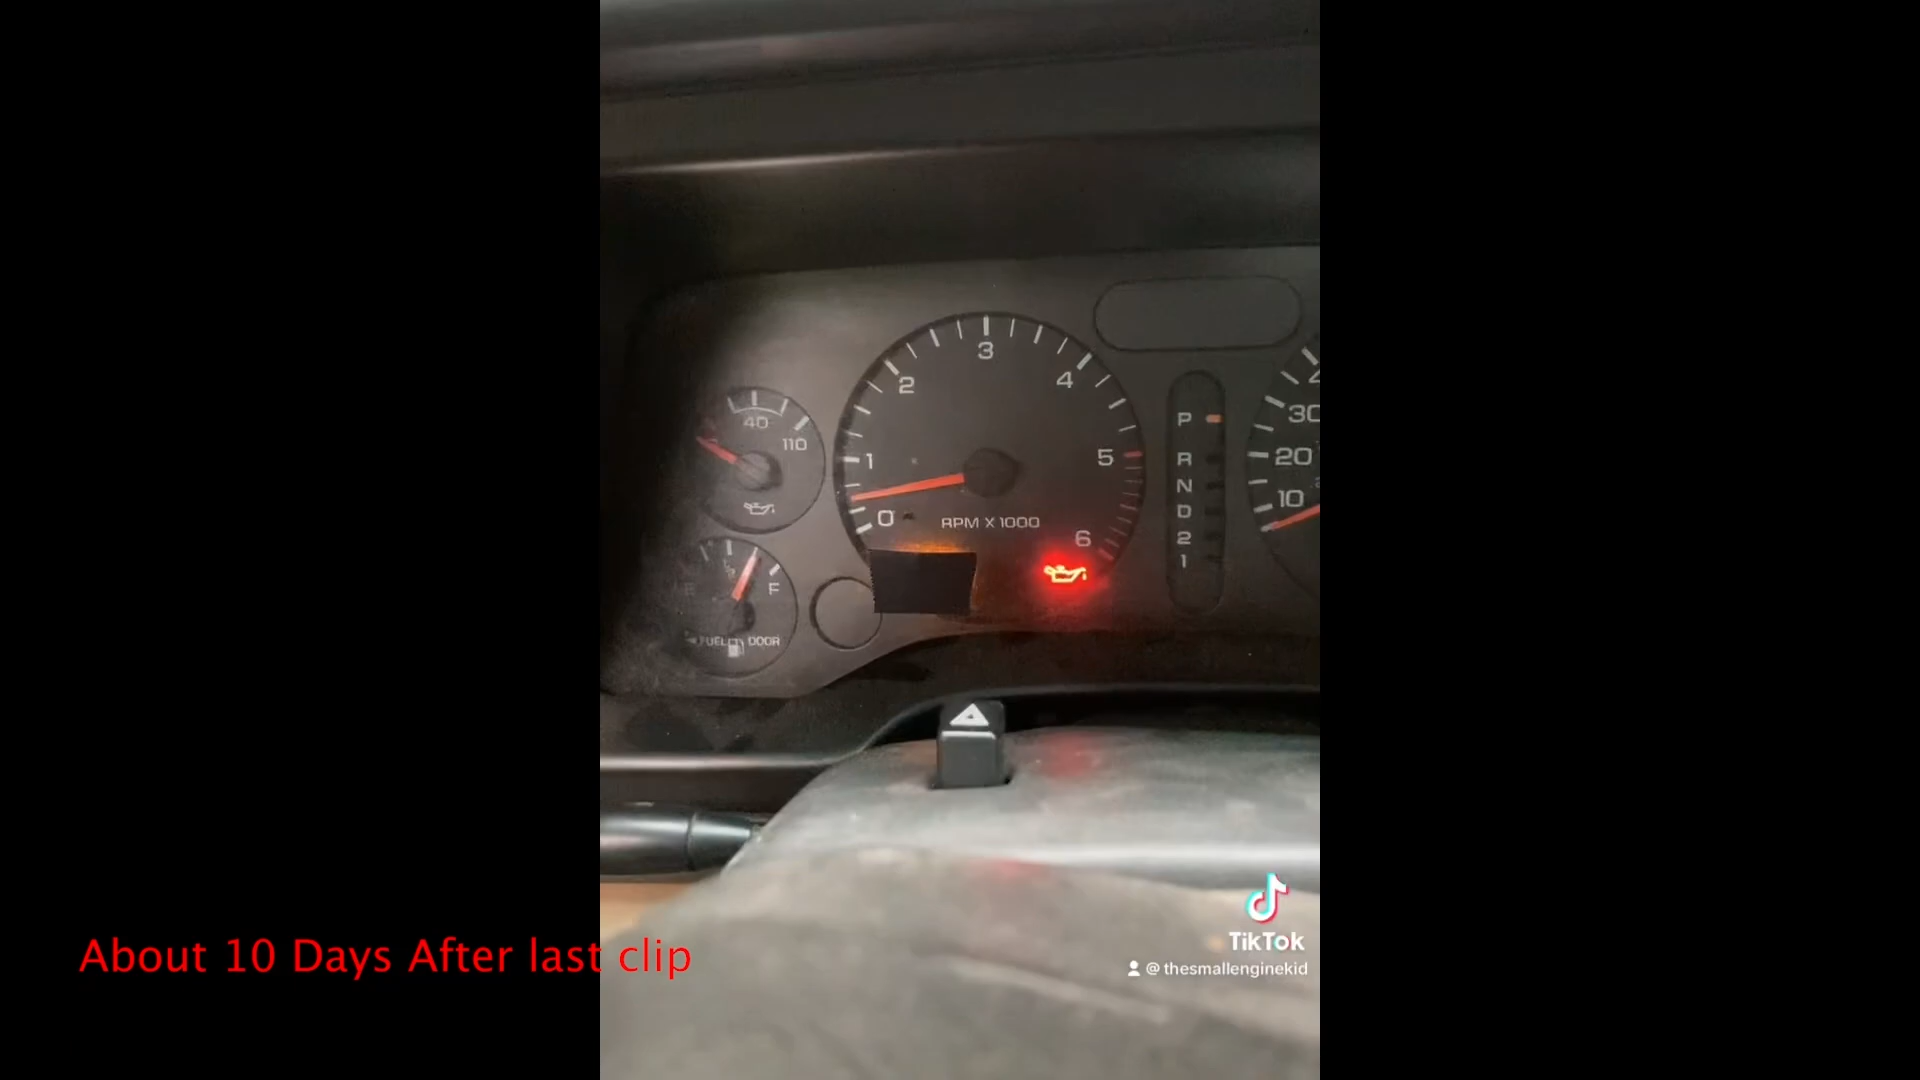 3
2
4
40
110
30
1
5
20
0
RPM X 1000
6
10
P
R
N
D
2
1
F
FUEL DOOR
TikTok
@ thesmallenginekid
About 10 Days After last clip